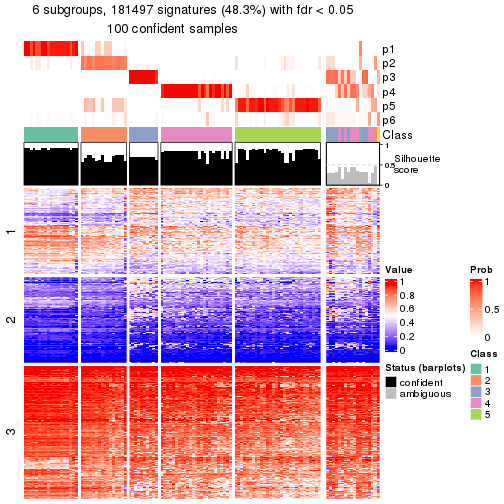 6 subgroups, 181497 signatures (48.3%) with fdr < 0.05
100 confident samples
p1
p2
p3
p4
p5
p6
Class
1
0.5
0
Silhouette
score
1
2
3
Value
1
0.8
0.6
0.4
0.2
0
Prob
1
0.5
0
Status (barplots)
confident
ambiguous
Class
1
2
3
4
5